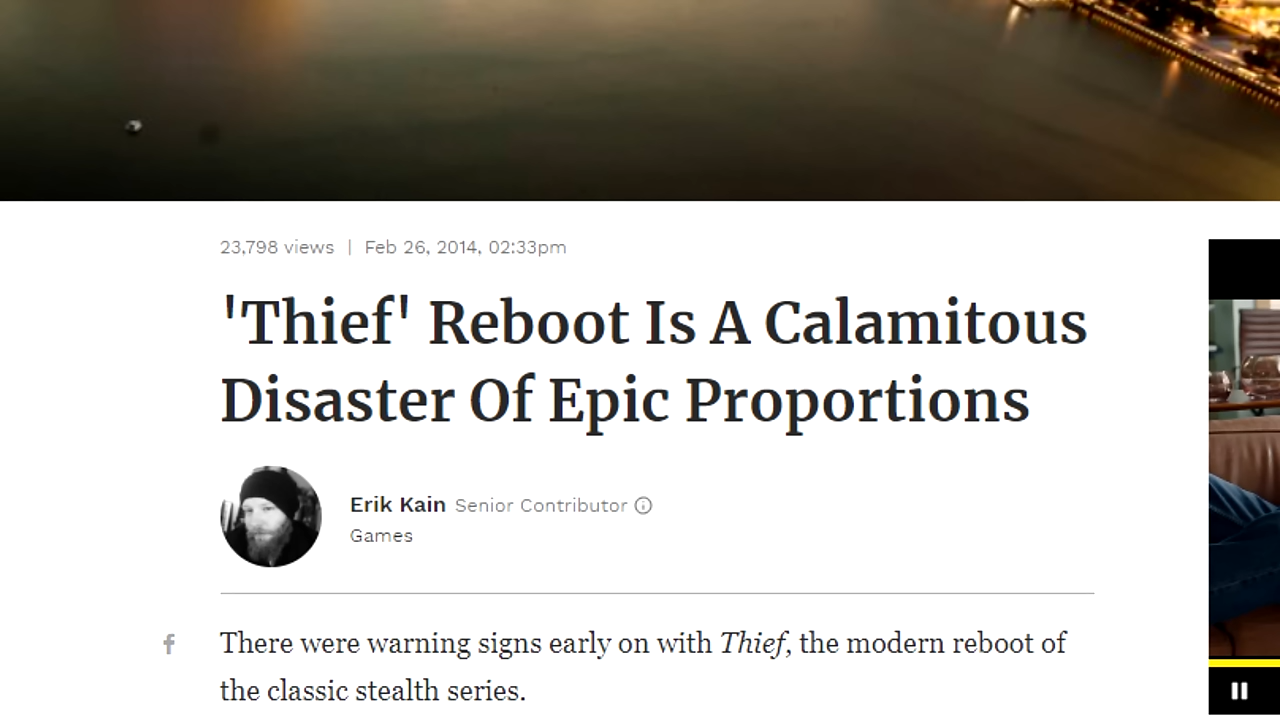 23,798 views | Feb 26, 2014, 02:33pm
'Thief' Reboot Is A Calamitous
Disaster Of Epic Proportions
Erik Kain Senior Contributor
Games
There were warning signs early on with Thief, the modern reboot of
the classic stealth series.